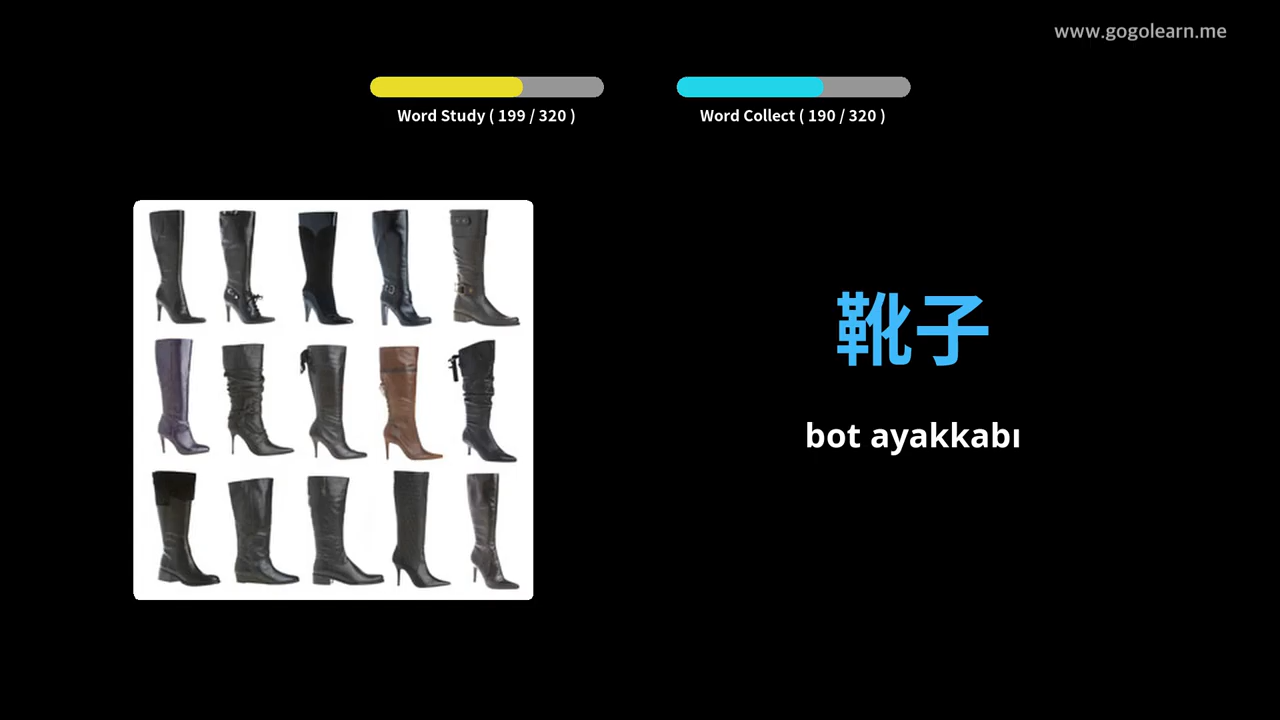 www.gogolearn.me
Word Study ( 199 / 320 )
Word Collect ( 190 / 320 )
靴子
bot ayakkabı